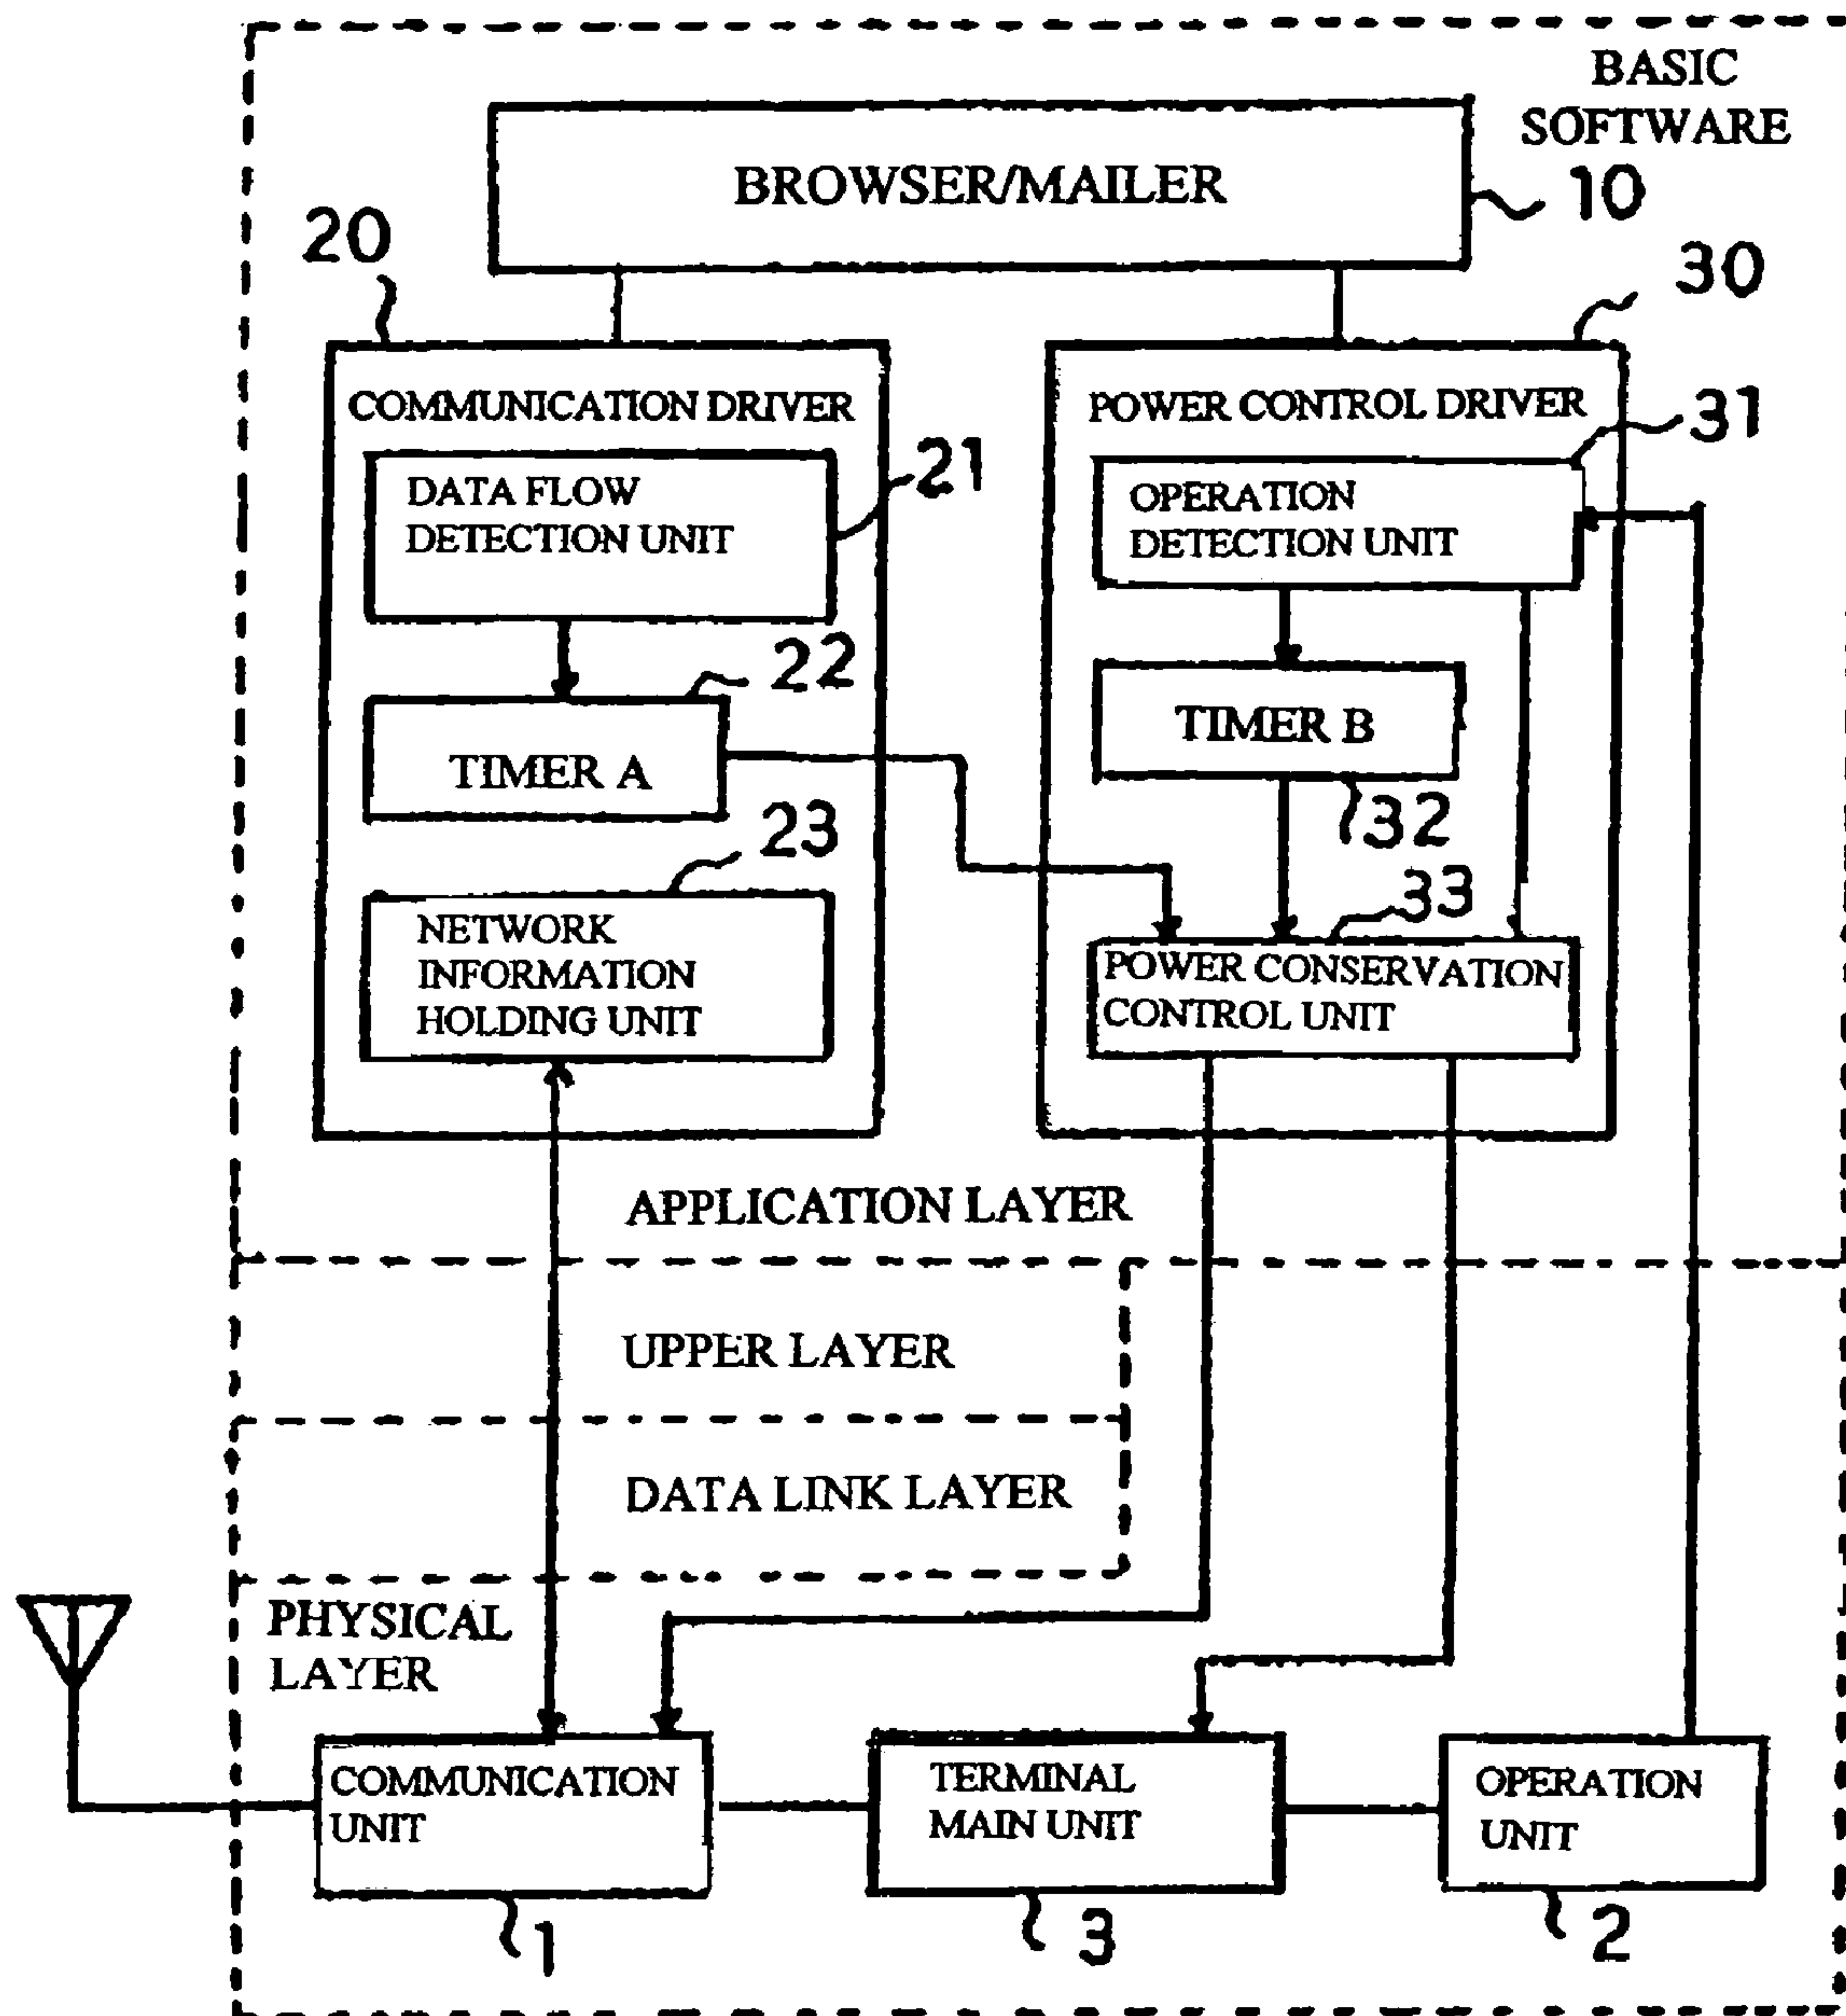 BASIC
SOFTWARE
BROWSER/MAILER
10
20
30
COMMUNICATION DRIVER
POWER CONTROL DRIVER
31
DATA FLOW
DETECTION UNIT
21
OPERATION
DETECTION UNIT
22
TIMER A
TIMER B
32
23
33
NETWORK
INFORMATION
HOLDING UNIT
POWER CONSERVATION
CONTROL UNIT
APPLICATION LAYER
UPPER LAYER
DATA LINK LAYER
PHYSICAL
LAYER
COMMUNICATION
UNIT
TERMINAL
MAIN UNIT
OPERATION
UNIT
1
3
2